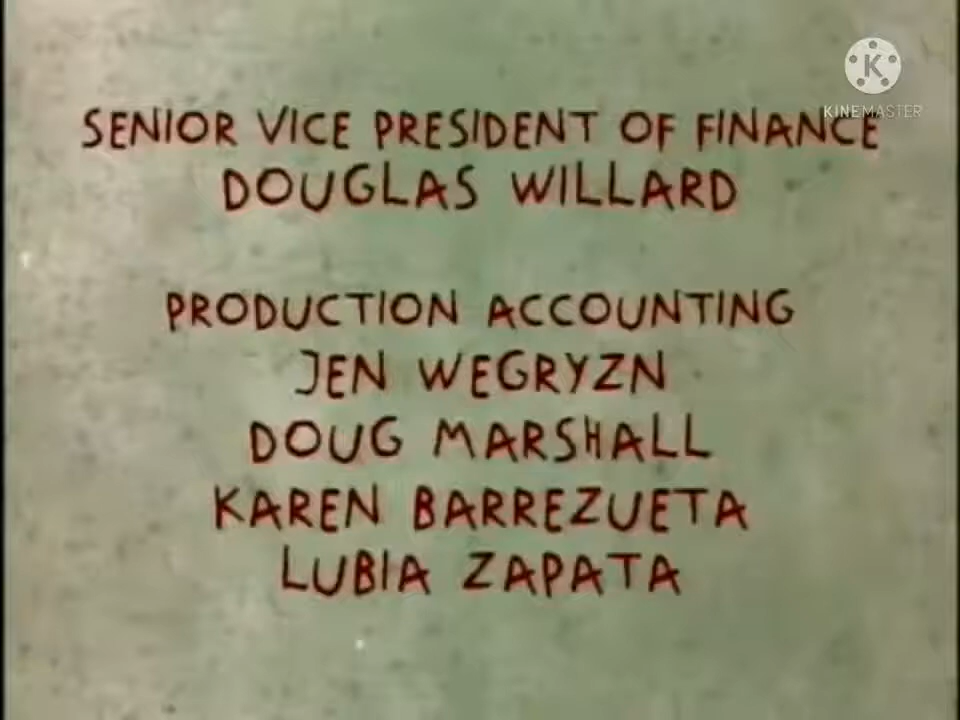 K
KINEMASTER
SENIOR VICE PRESIDENT OF FINANCE
DOUGLAS WILLARD
PRODUCTION ACCOUNTING
JEN WEGRYZN
DOUG MARSHALL
KAREN BARREZUETA
LUBIA ZAPATA